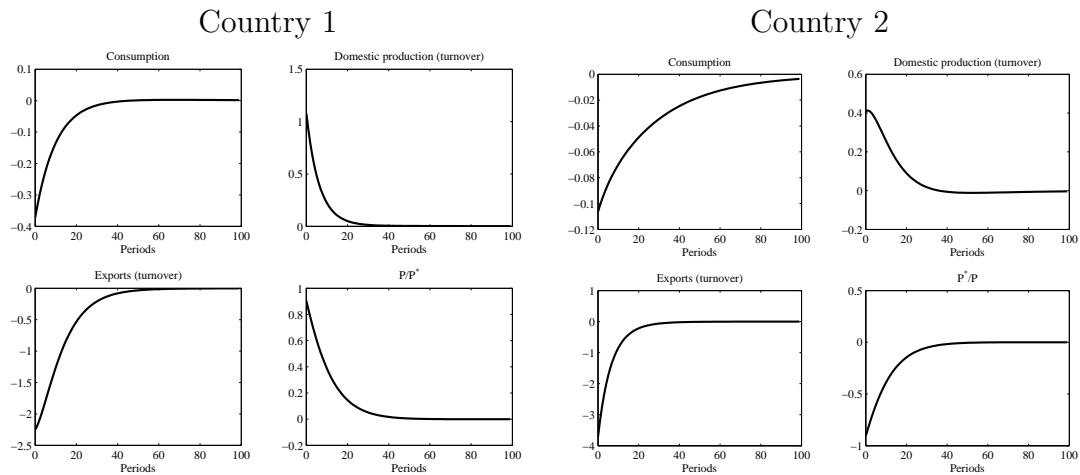 Country 1
Country 2
Consumption
0.1
0
−0.1
−0.2
−0.3
−0.4
0 20 40 60 80 100
Periods
Domestic production (turnover)
1.5
1
0.5
0
0 20 40 60 80 100
Periods
Consumption
0
−0.02
−0.04
−0.06
−0.08
−0.1
−0.12
0 20 40 60 80 100
Periods
Domestic production (turnover)
0.6
0.4
0.2
0
−0.2
0 20 40 60 80 100
Periods
Exports (turnover)
0
−0.5
−1
−1.5
−2
−2.5
0 20 40 60 80 100
Periods
P/P*
1
0.8
0.6
0.4
0.2
0
−0.2
0 20 40 60 80 100
Periods
Exports (turnover)
1
0
−1
−2
−3
−4
0 20 40 60 80 100
Periods
P*/P
0.5
0
−0.5
−1
0 20 40 60 80 100
Periods